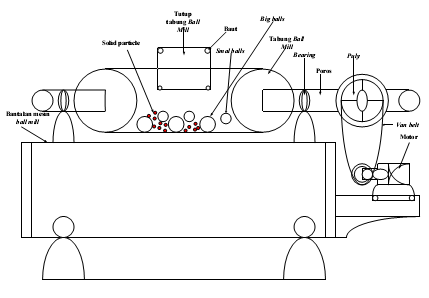 Tutup
tabung Ball
Mill
Baut
Big balls
Solid particle
Smal balls
Tabung Ball
Mill
Bearing
Poros
Puly
Bantalan mesin
ball mill
Van belt
Motor